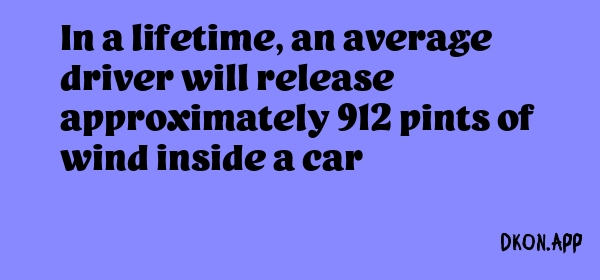 In a lifetime, an average
driver will release
approximately 912 pints of
wind inside a car
DKON.APP